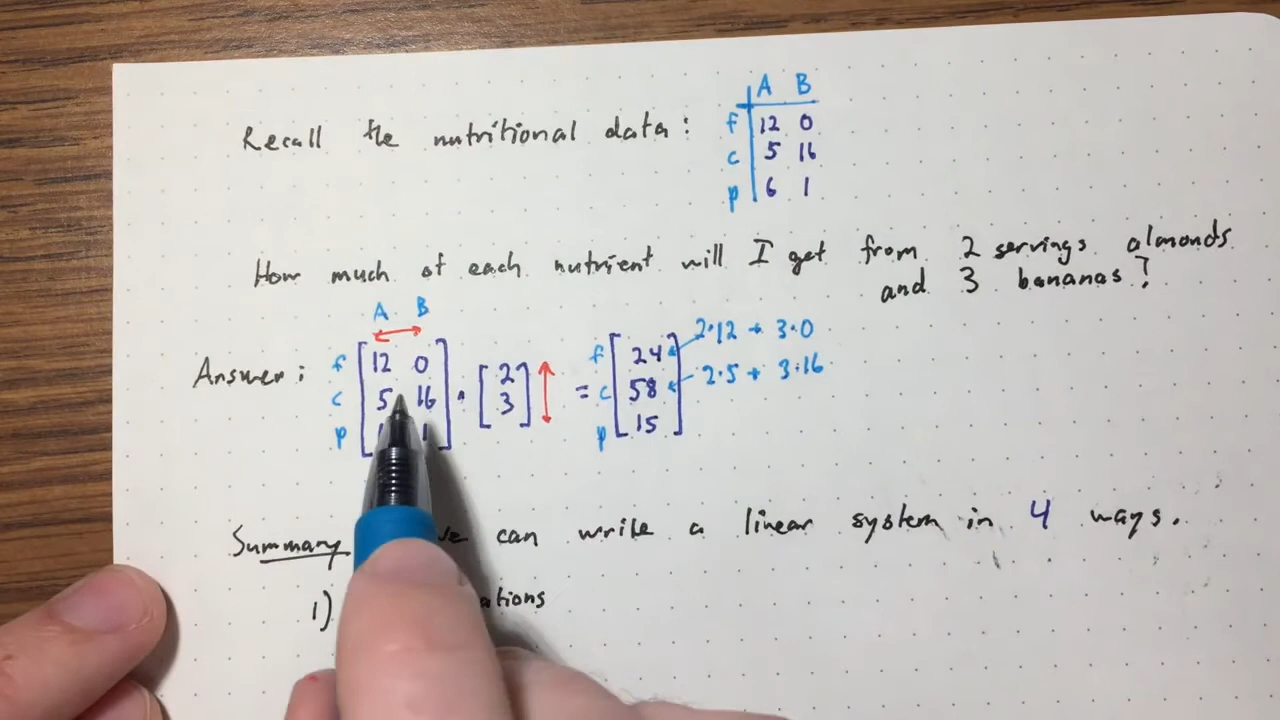 A B
Recall the nutritional data: f 12 0
c 5 16
p 6 1
How much of each nutrient will I get from 2 servings almonds
and 3 bananas?
A B
Answer: f c p [12 0 5 16 1] • [2 3] = f c p [24 58 15]
2·12 + 3·0
2·5 + 3·16
Summary can write a linear system in 4 ways.
1)